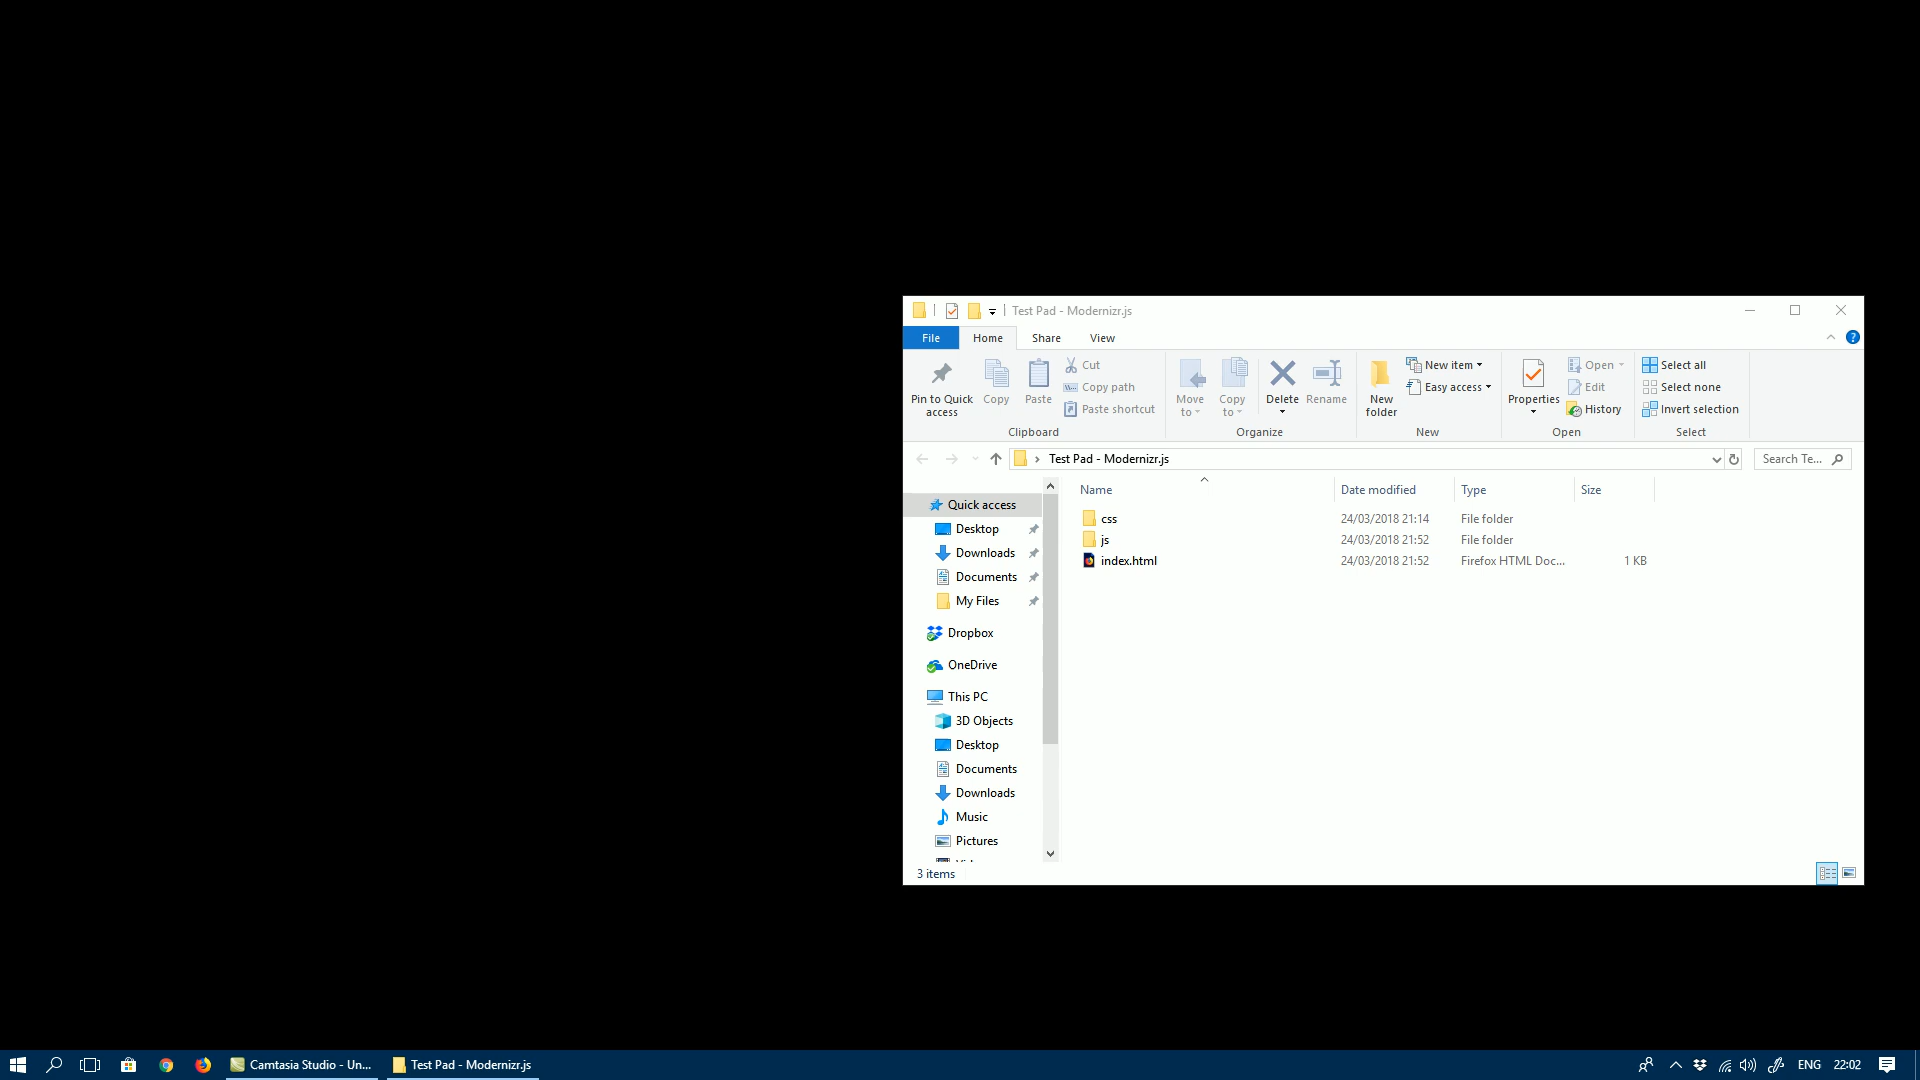 Test Pad - Modernizr.js
File Home Share View
Pin to Quick access
Copy
Paste
Cut
Copy path
Paste shortcut
Clipboard
Move to
Copy to
Delete
Rename
Organize
New folder
New item
Easy access
New
Properties
Open
Edit
History
Open
Select all
Select none
Invert selection
Select
Test Pad - Modernizr.js
Search Te...
Name Date modified Type Size
css 24/03/2018 21:14 File folder
js 24/03/2018 21:52 File folder
index.html 24/03/2018 21:52 Firefox HTML Doc... 1 KB
Quick access
Desktop
Downloads
Documents
My Files
Dropbox
OneDrive
This PC
3D Objects
Desktop
Documents
Downloads
Music
Pictures
3 items
Camtasia Studio - Un...
Test Pad - Modernizr.js
ENG 22:02